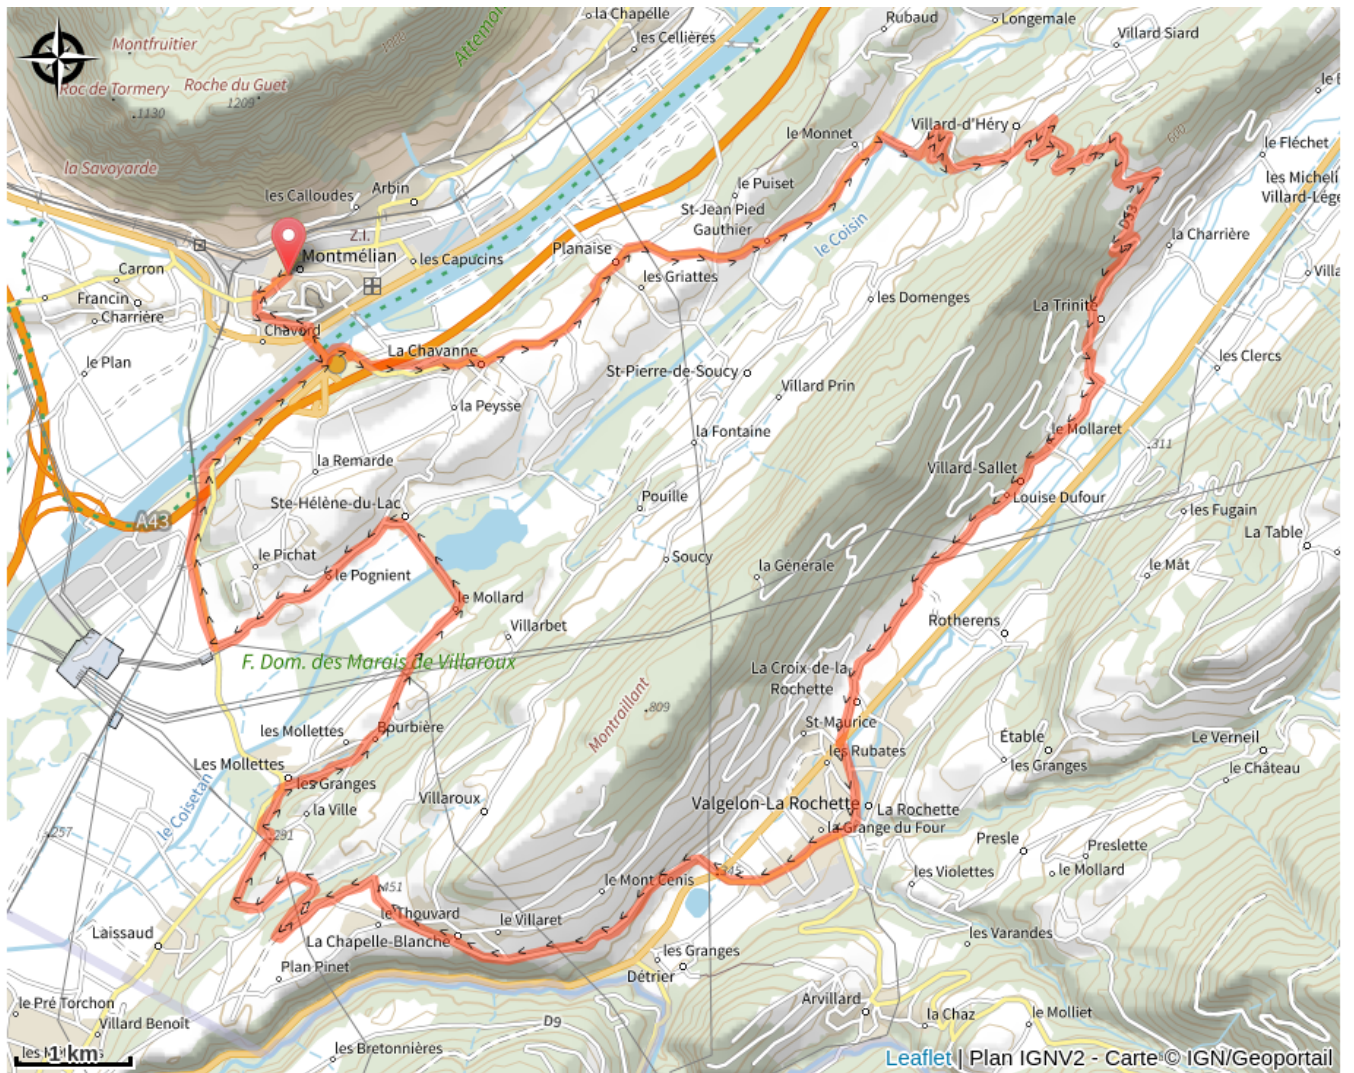 la Chapelle
Rubaud
Longemale
Montfruitier
Attemoi
les Cellières
Villard Siard
Roc de Tormery
Roche du Guet
1209
1130
Villard-d'Héry
600
le Monnet
le Fléchet
la Savoyarde
les Calloudes
Arbin
le Puiset
les Micheli
Villard-Lége
St-Jean Pied
Gauthier
D53
le Coisin
Z.I.
Montmélian
Planaise
la Charrière
Carron
les Capucins
les Griattes
Villa
Francin
Charrière
les Domenges
La Trinité
Chavord
le Plan
La Chavanne
St-Pierre-de-Soucy
les Clercs
Villard Prin
la Peysse
la Fontaine
le Mollaret
311
la Remarde
Villard-Sallet
Ste-Hélène-du-Lac
Pouille
Louise Dufour
les Fugain
A43
La Table
le Pichat
le Pognient
Soucy
la Générale
le Mât
le Mollard
Villarbet
Rotherens
F. Dom. des Marais de Villaroux
La Croix-de-la-
Rochette
Montraillant
809
les Mollettes
Bourbière
St-Maurice
Étable
Le Verneil
les Rubates
Les Mollettes
les Granges
le Château
les Granges
la Ville
Villaroux
Valgelon-La Rochette
La Rochette
le Coisetan
257
291
la Grange du Four
Presle
Preslette
345
les Violettes
le Mollard
451
le Mont Cenis
le Thouvard
le Villaret
Laissaud
La Chapelle-Blanche
les Varandes
Plan Pinet
les Granges
Détrier
le Pré Torchon
Arvillard
la Chaz
le Molliet
Villard Benoît
D9
les Bretonnières
1 km
Leaflet | Plan IGNV2 - Carte © IGN/Geoportail